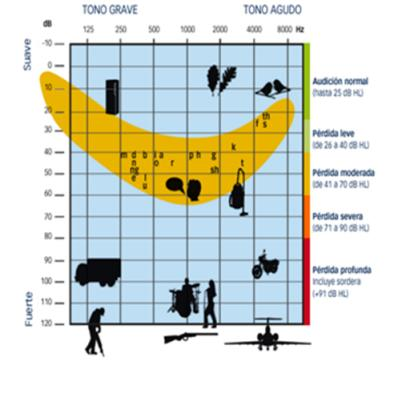 TONO GRAVE TONO AGUDO
dB 125 250 500 1000 2000 4000 8000 Hz
Suave
-10
0
10
20
30
40
50
60
70
80
90
100
110
120
Fuerte
th
f s
k
m d b i a p h g
n l o r
ng
e l sh t
u
Audición normal
(hasta 25 dB HL)
Pérdida leve
(de 26 a 40 dB HL)
Pérdida moderada
(de 41 a 70 dB HL)
Pérdida severa
(de 71 a 90 dB HL)
Pérdida profunda
Incluye sordera
(+91 dB HL)